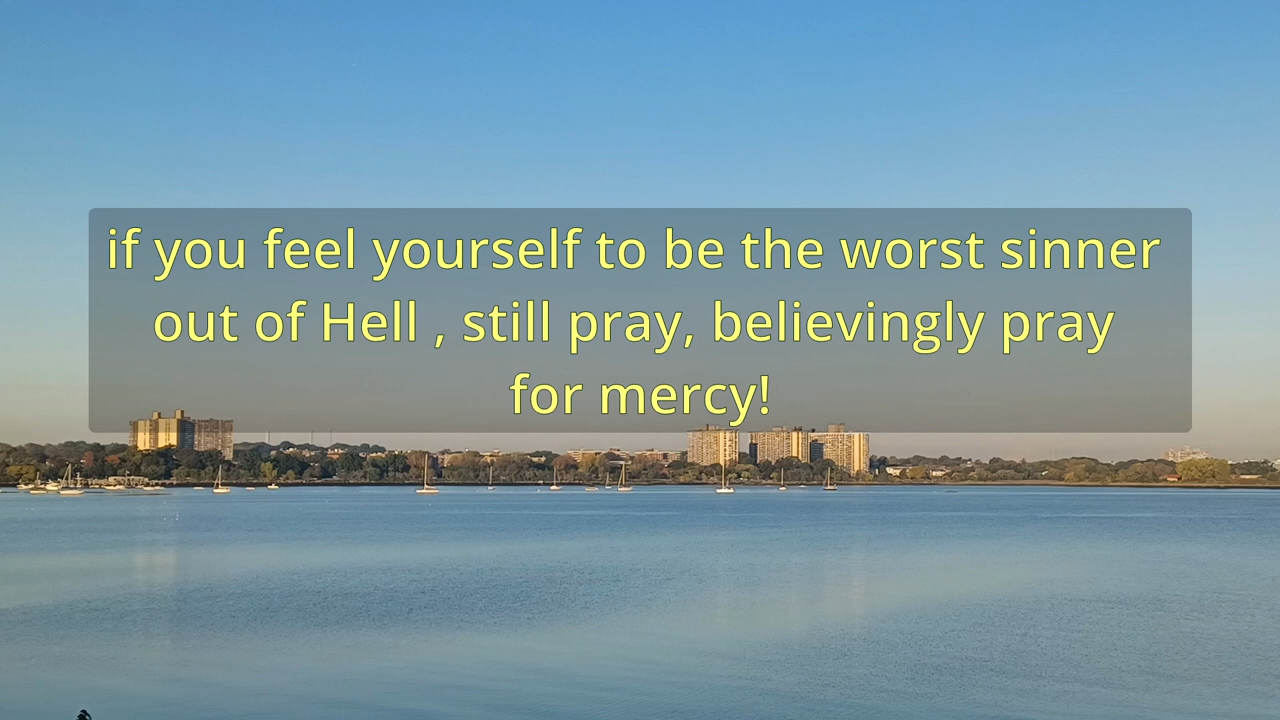 if you feel yourself to be the worst sinner
out of Hell , still pray, believingly pray
for mercy!